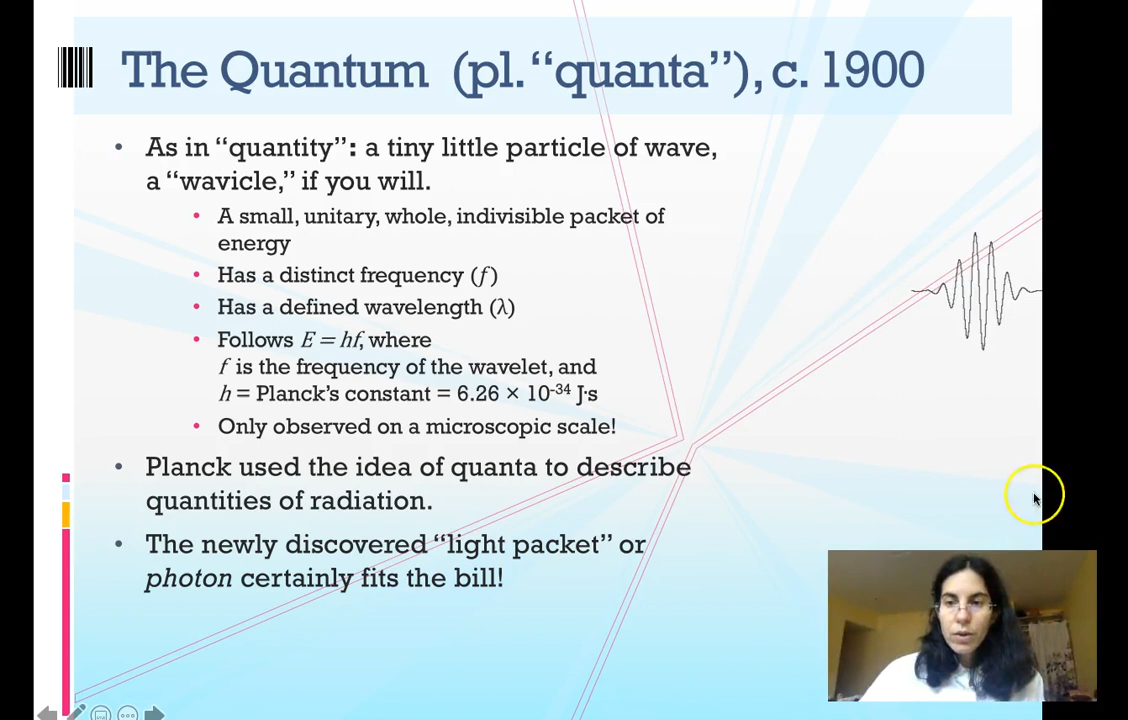 The Quantum (pl. “quanta”), c. 1900
• As in “quantity”: a tiny little particle of wave,
a “wavicle,” if you will.
• A small, unitary, whole, indivisible packet of
energy
• Has a distinct frequency (f)
• Has a defined wavelength (λ)
• Follows E = hf, where
f is the frequency of the wavelet, and
h = Planck’s constant = 6.26 × 10⁻³⁴ J·s
• Only observed on a microscopic scale!
• Planck used the idea of quanta to describe
quantities of radiation.
• The newly discovered “light packet” or
photon certainly fits the bill!